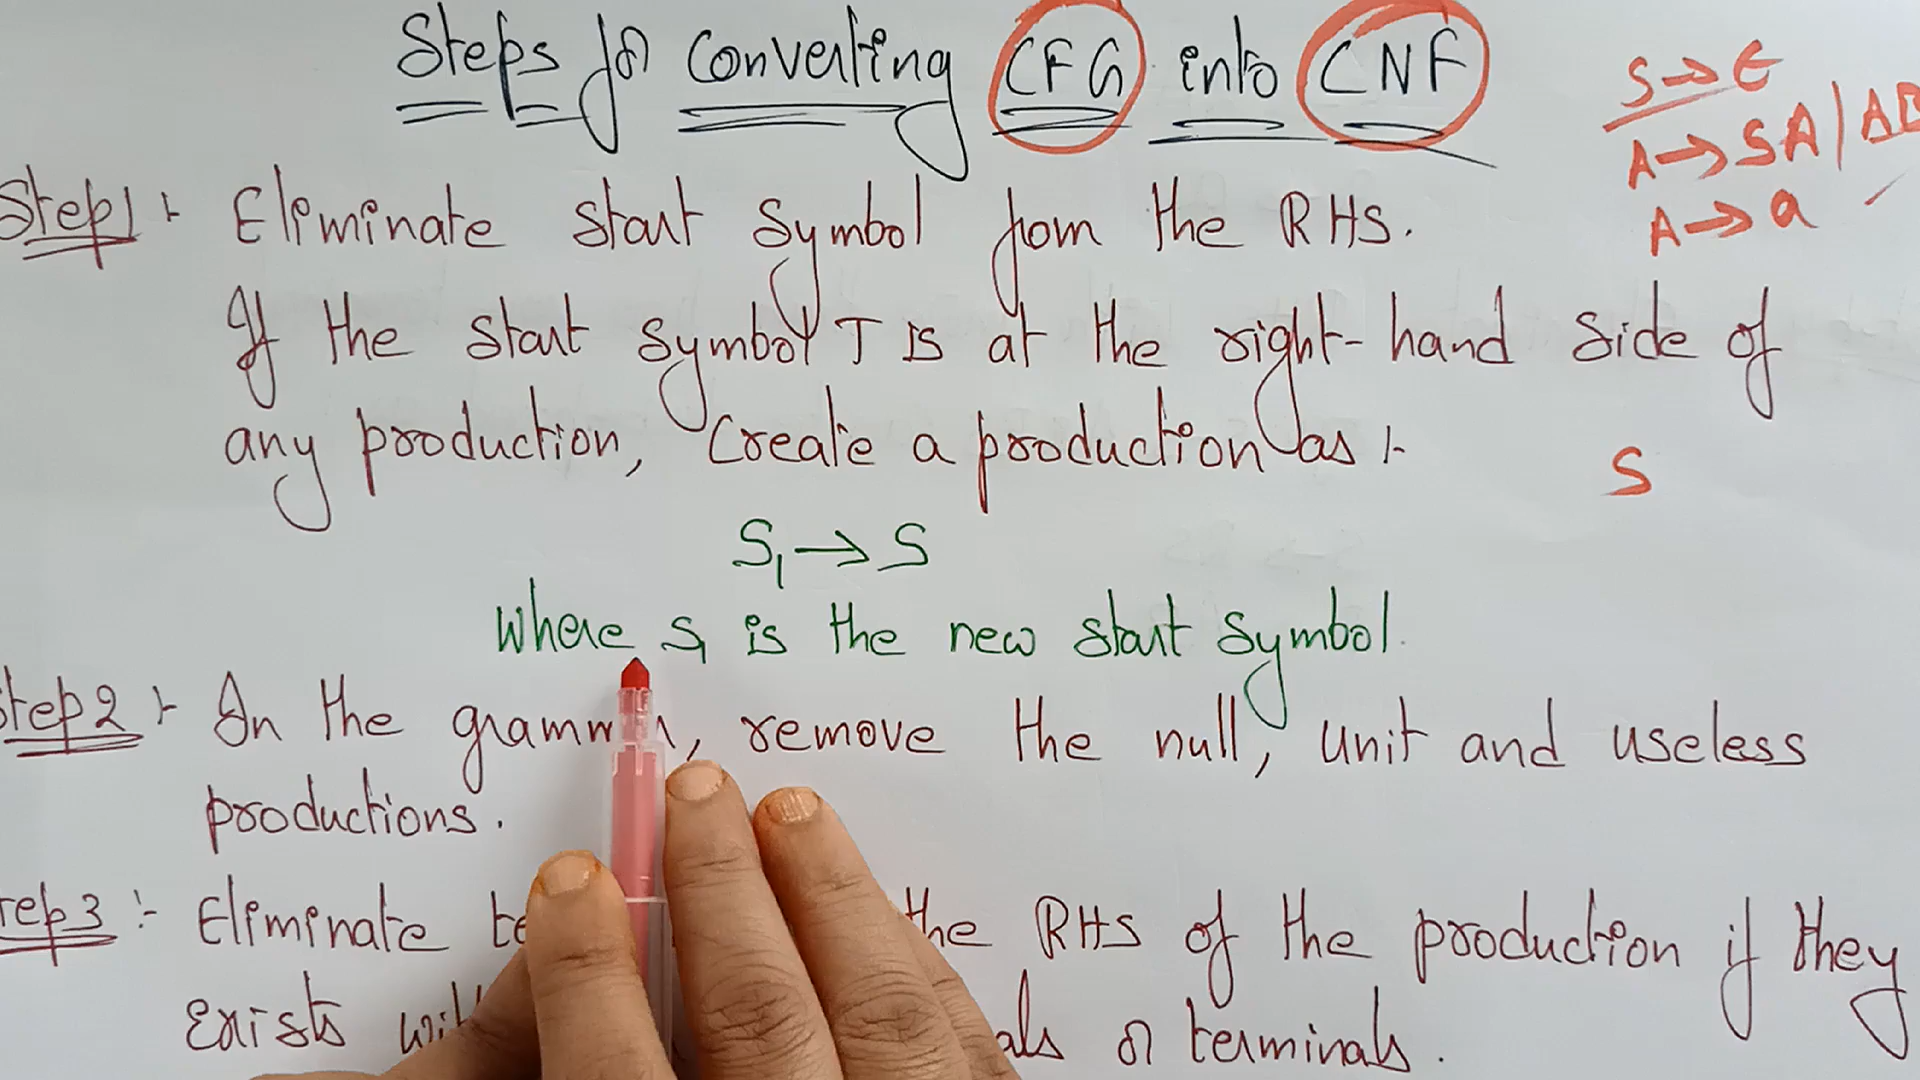 Steps for Converting CFG into CNF
S → ε
A → SA | AB
A → a
Step1 :- Eliminate start symbol from the RHS.
If the start symbol T is at the right-hand side of
any production, Create a production as :-
S
S1 → S
where S1 is the new start symbol.
Step2 :- In the grammar, remove the null, unit and useless
productions.
Step3 :- Eliminate the RHS of the production if they
exists or terminals.